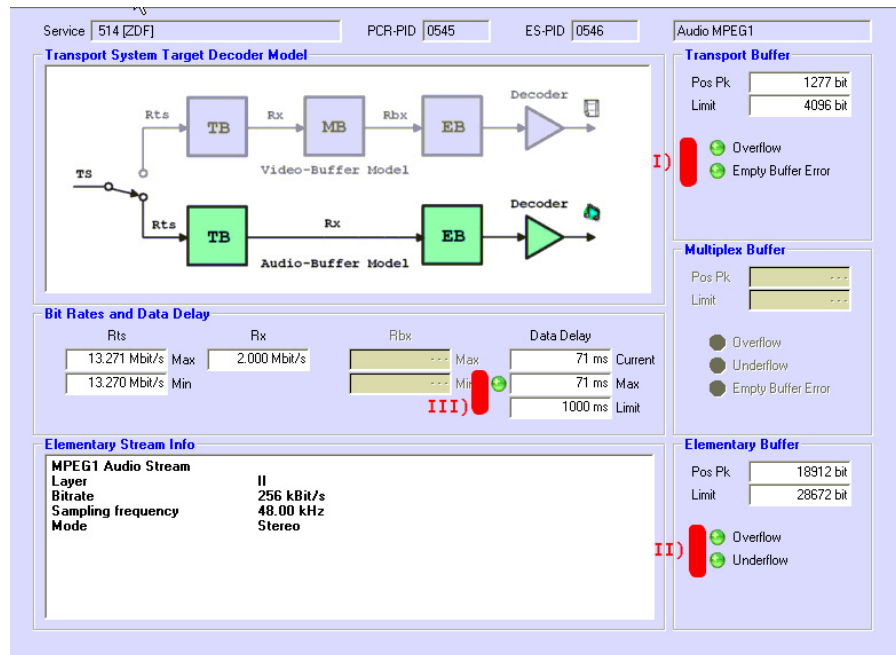 Service 514 [ZDF] PCR-PID 0545 ES-PID 0546 Audio MPEG1
Transport System Target Decoder Model
Rts TB Rx MB Rbx EB Decoder
Video-Buffer Model
TS
Rts TB Rx EB Decoder
Audio-Buffer Model
Transport Buffer
Pos Pk 1277 bit
Limit 4096 bit
I)
Overflow
Empty Buffer Error
Multiplex Buffer
Pos Pk ---
Limit ---
Overflow
Underflow
Empty Buffer Error
Bit Rates and Data Delay
Rts Rx Rbx Data Delay
13.271 Mbit/s Max 2.000 Mbit/s --- Max 71 ms Current
13.270 Mbit/s Min --- Min 71 ms Max
III) 1000 ms Limit
Elementary Stream Info
MPEG1 Audio Stream
Layer II
Bitrate 256 kBit/s
Sampling frequency 48.00 kHz
Mode Stereo
Elementary Buffer
Pos Pk 18912 bit
Limit 28672 bit
II)
Overflow
Underflow